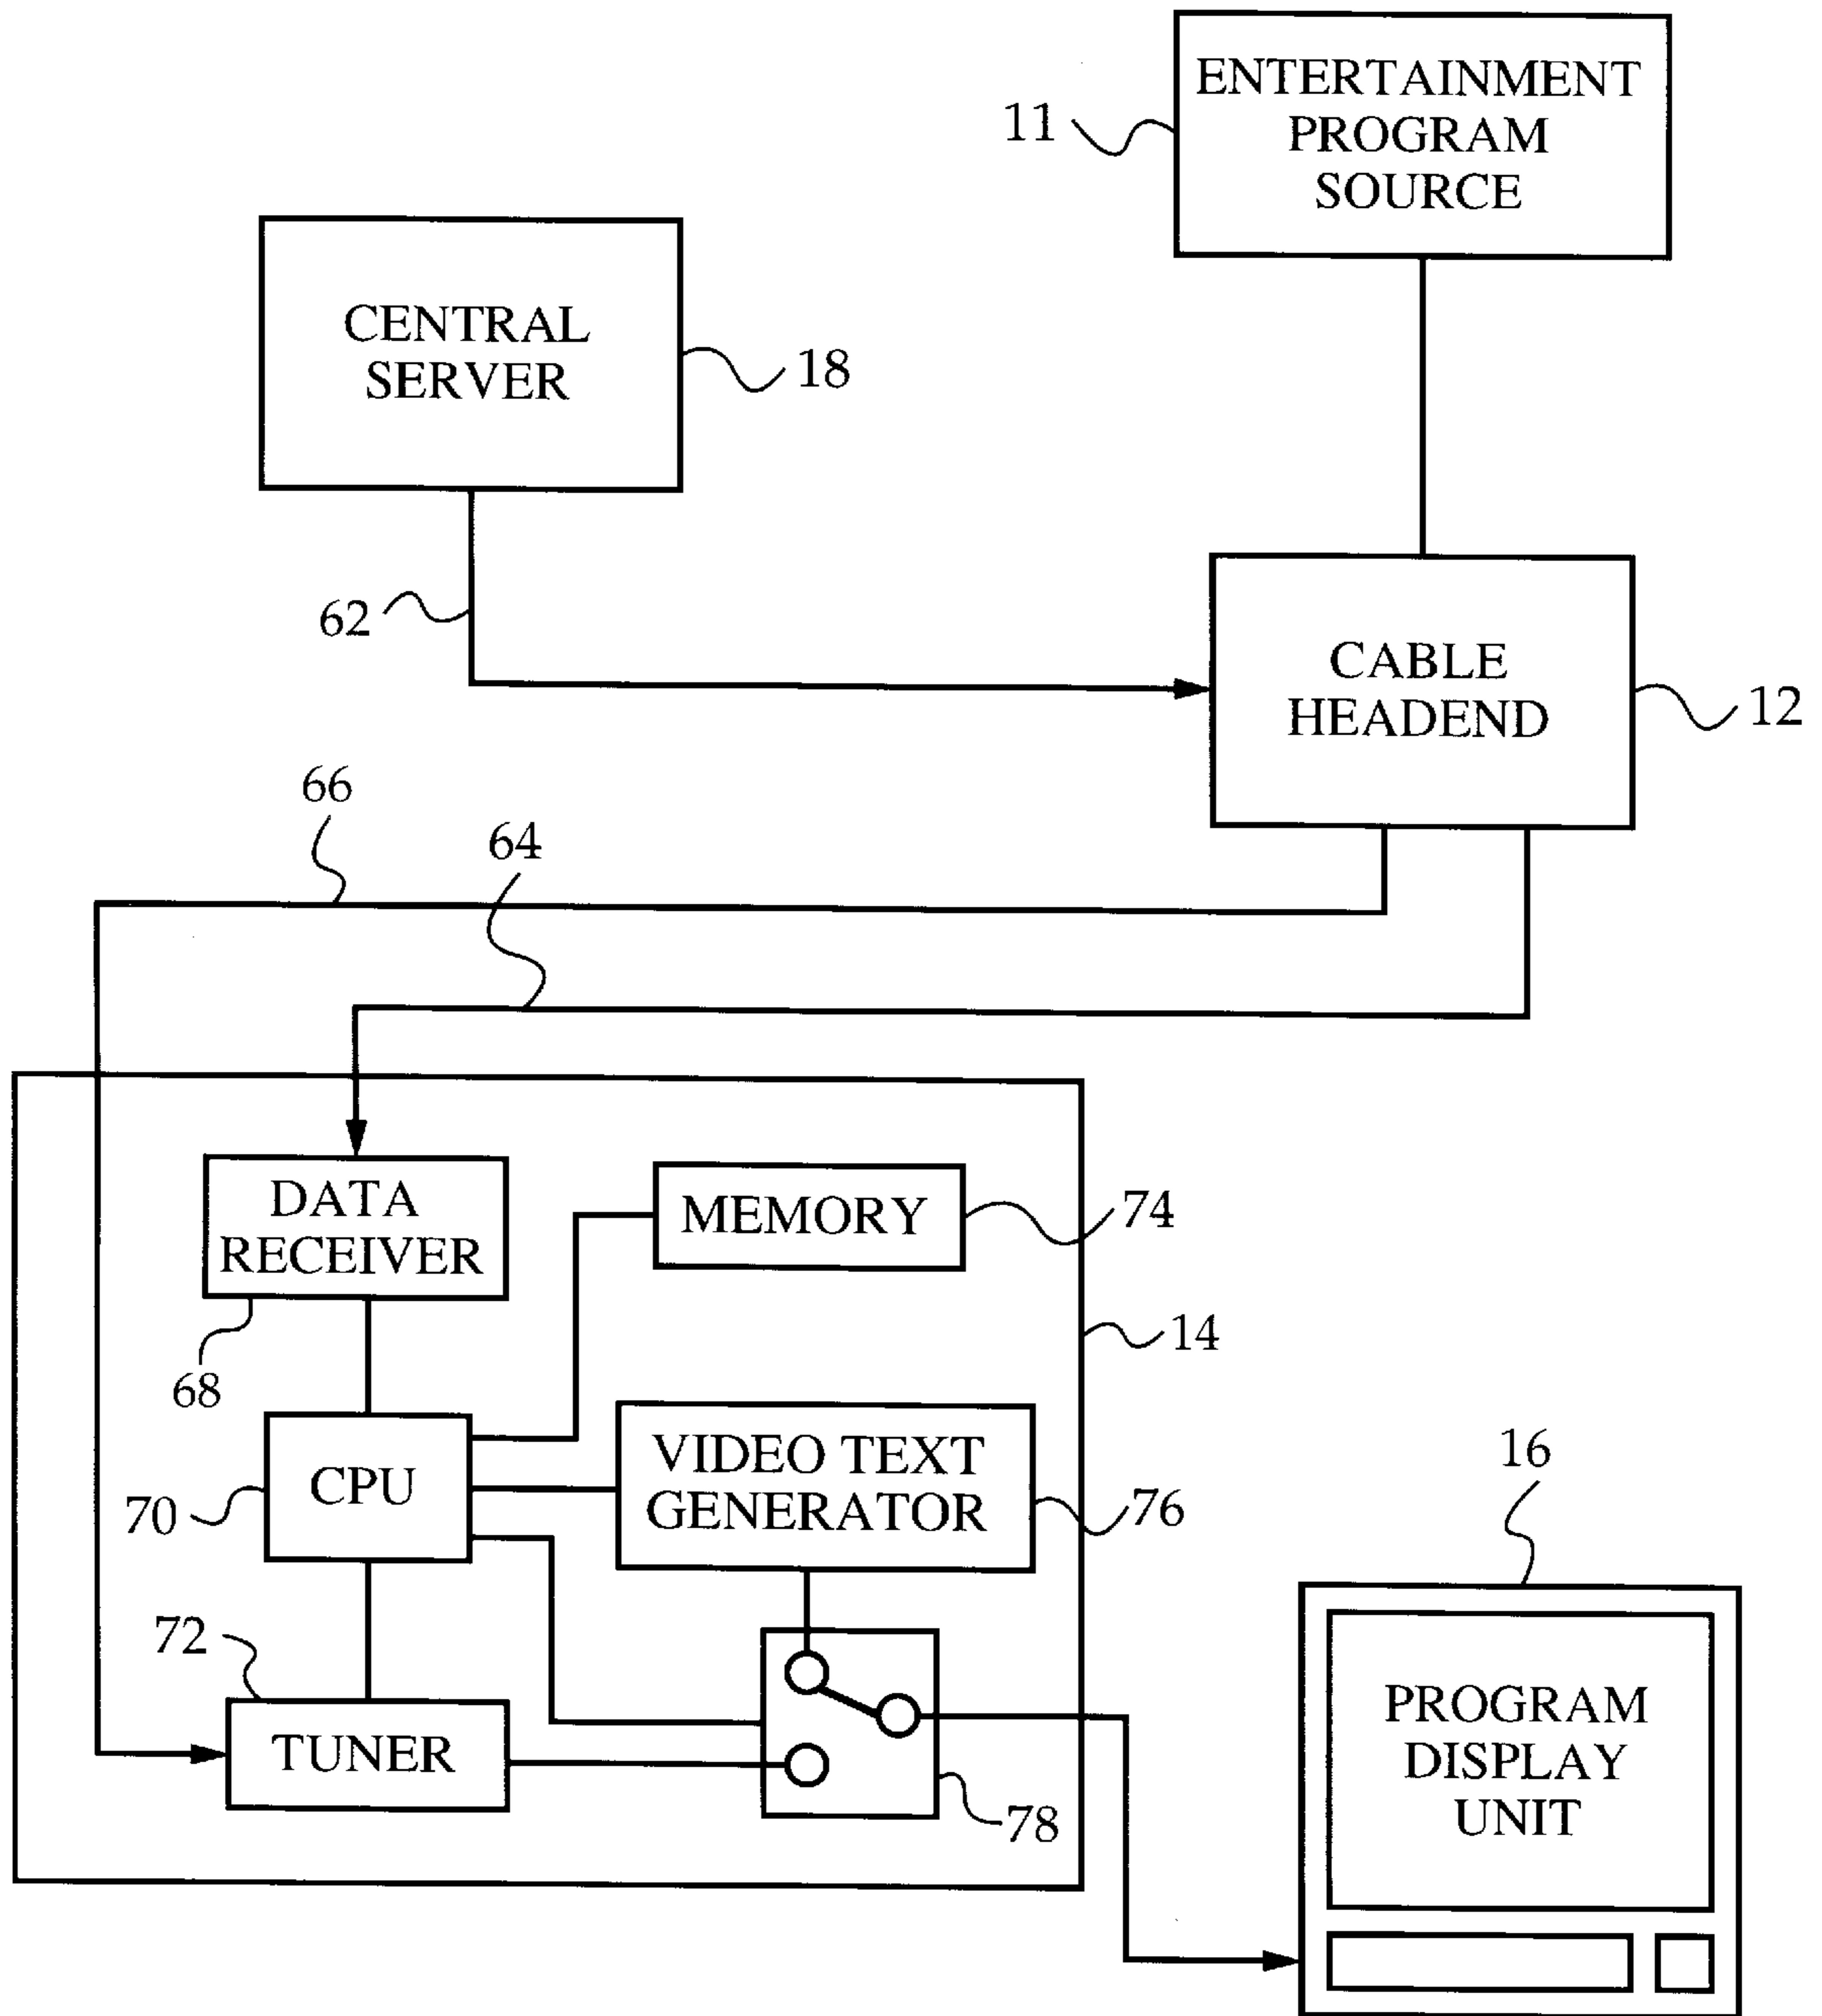 ENTERTAINMENT
PROGRAM
SOURCE
11
CENTRAL
SERVER
18
62
CABLE
HEADEND
12
66
64
DATA
RECEIVER
68
MEMORY
74
14
CPU
70
VIDEO TEXT
GENERATOR
76
72
TUNER
78
16
PROGRAM
DISPLAY
UNIT